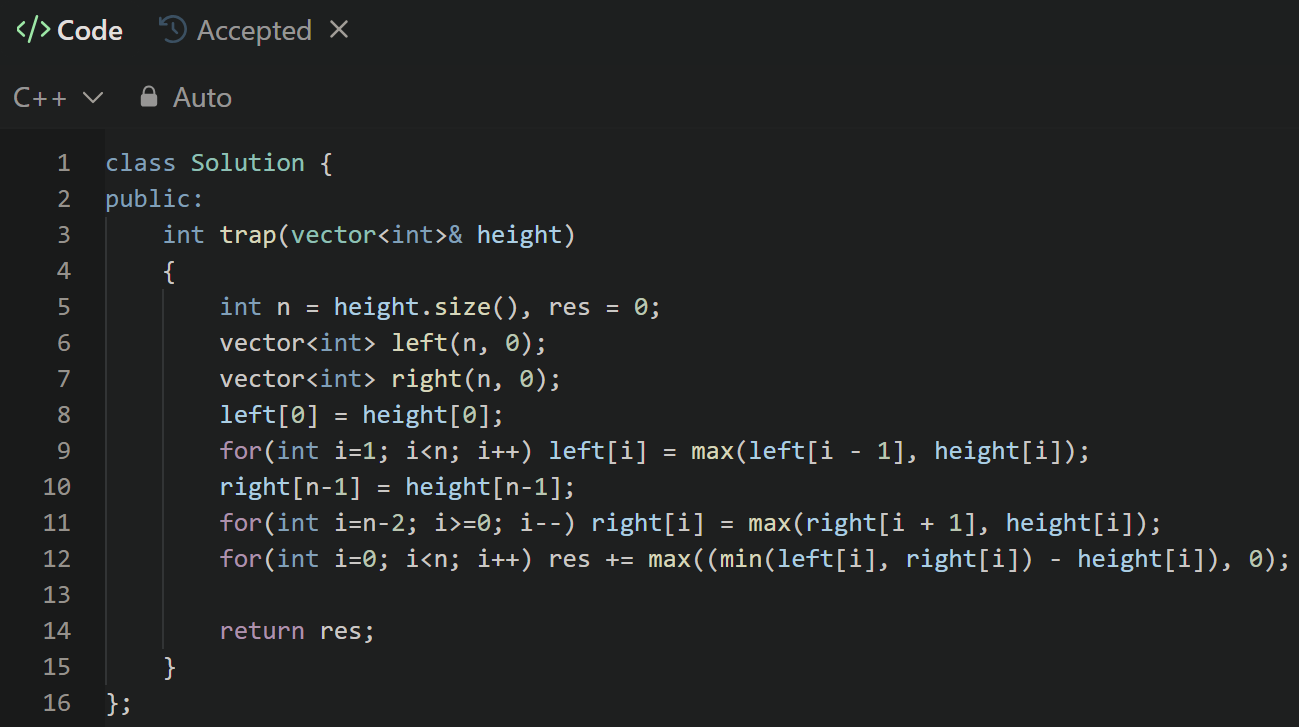 </> Code Accepted ×
C++ Auto
1 class Solution {
2 public:
3     int trap(vector<int>& height)
4     {
5         int n = height.size(), res = 0;
6         vector<int> left(n, 0);
7         vector<int> right(n, 0);
8         left[0] = height[0];
9         for(int i=1; i<n; i++) left[i] = max(left[i - 1], height[i]);
10         right[n-1] = height[n-1];
11         for(int i=n-2; i>=0; i--) right[i] = max(right[i + 1], height[i]);
12         for(int i=0; i<n; i++) res += max((min(left[i], right[i]) - height[i]), 0);
13
14         return res;
15     }
16 };